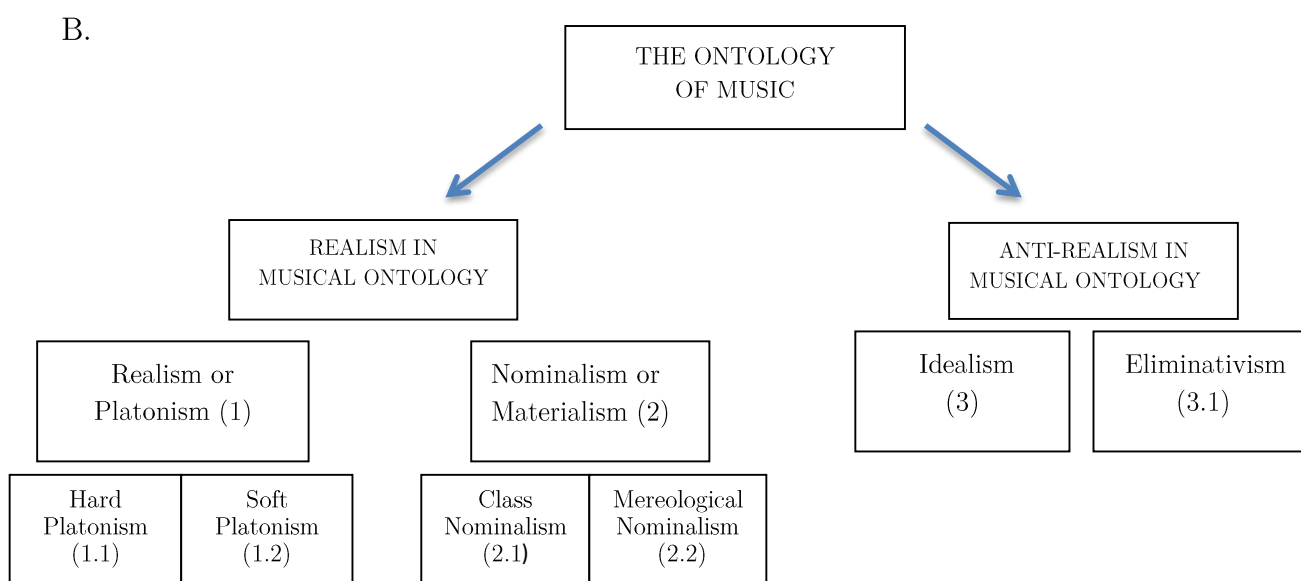 B.
THE ONTOLOGY
OF MUSIC
REALISM IN
MUSICAL ONTOLOGY
ANTI-REALISM IN
MUSICAL ONTOLOGY
Realism or
Platonism (1)
Nominalism or
Materialism (2)
Idealism
(3)
Eliminativism
(3.1)
Hard
Platonism
(1.1)
Soft
Platonism
(1.2)
Class
Nominalism
(2.1)
Mereological
Nominalism
(2.2)